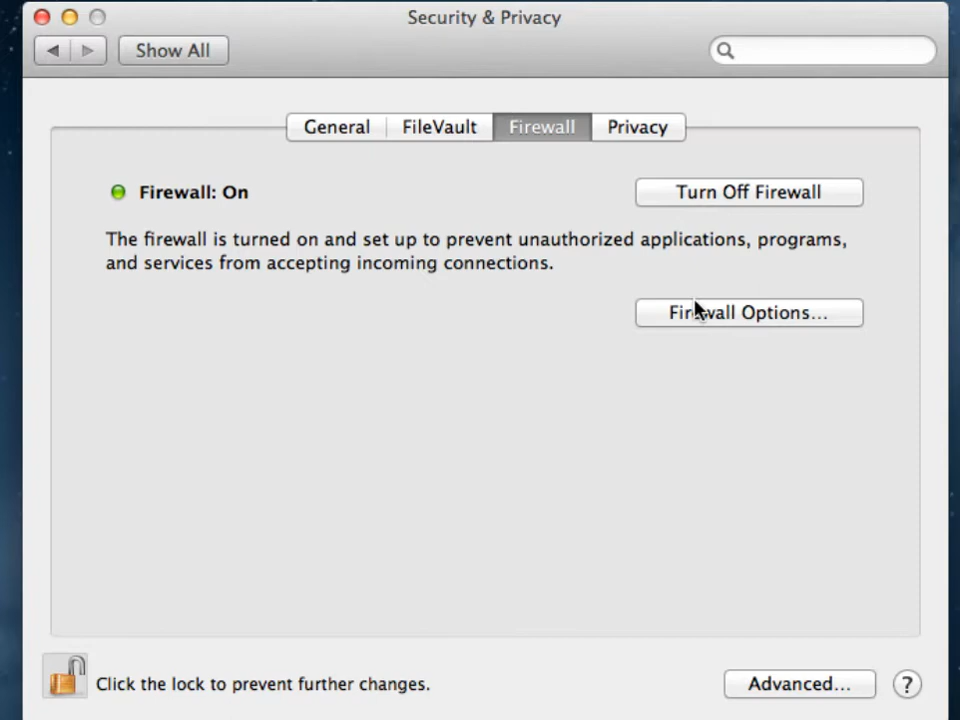 Security & Privacy
Show All
General FileVault Firewall Privacy
Firewall: On
Turn Off Firewall
The firewall is turned on and set up to prevent unauthorized applications, programs,
and services from accepting incoming connections.
Firewall Options...
Click the lock to prevent further changes.
Advanced...
?